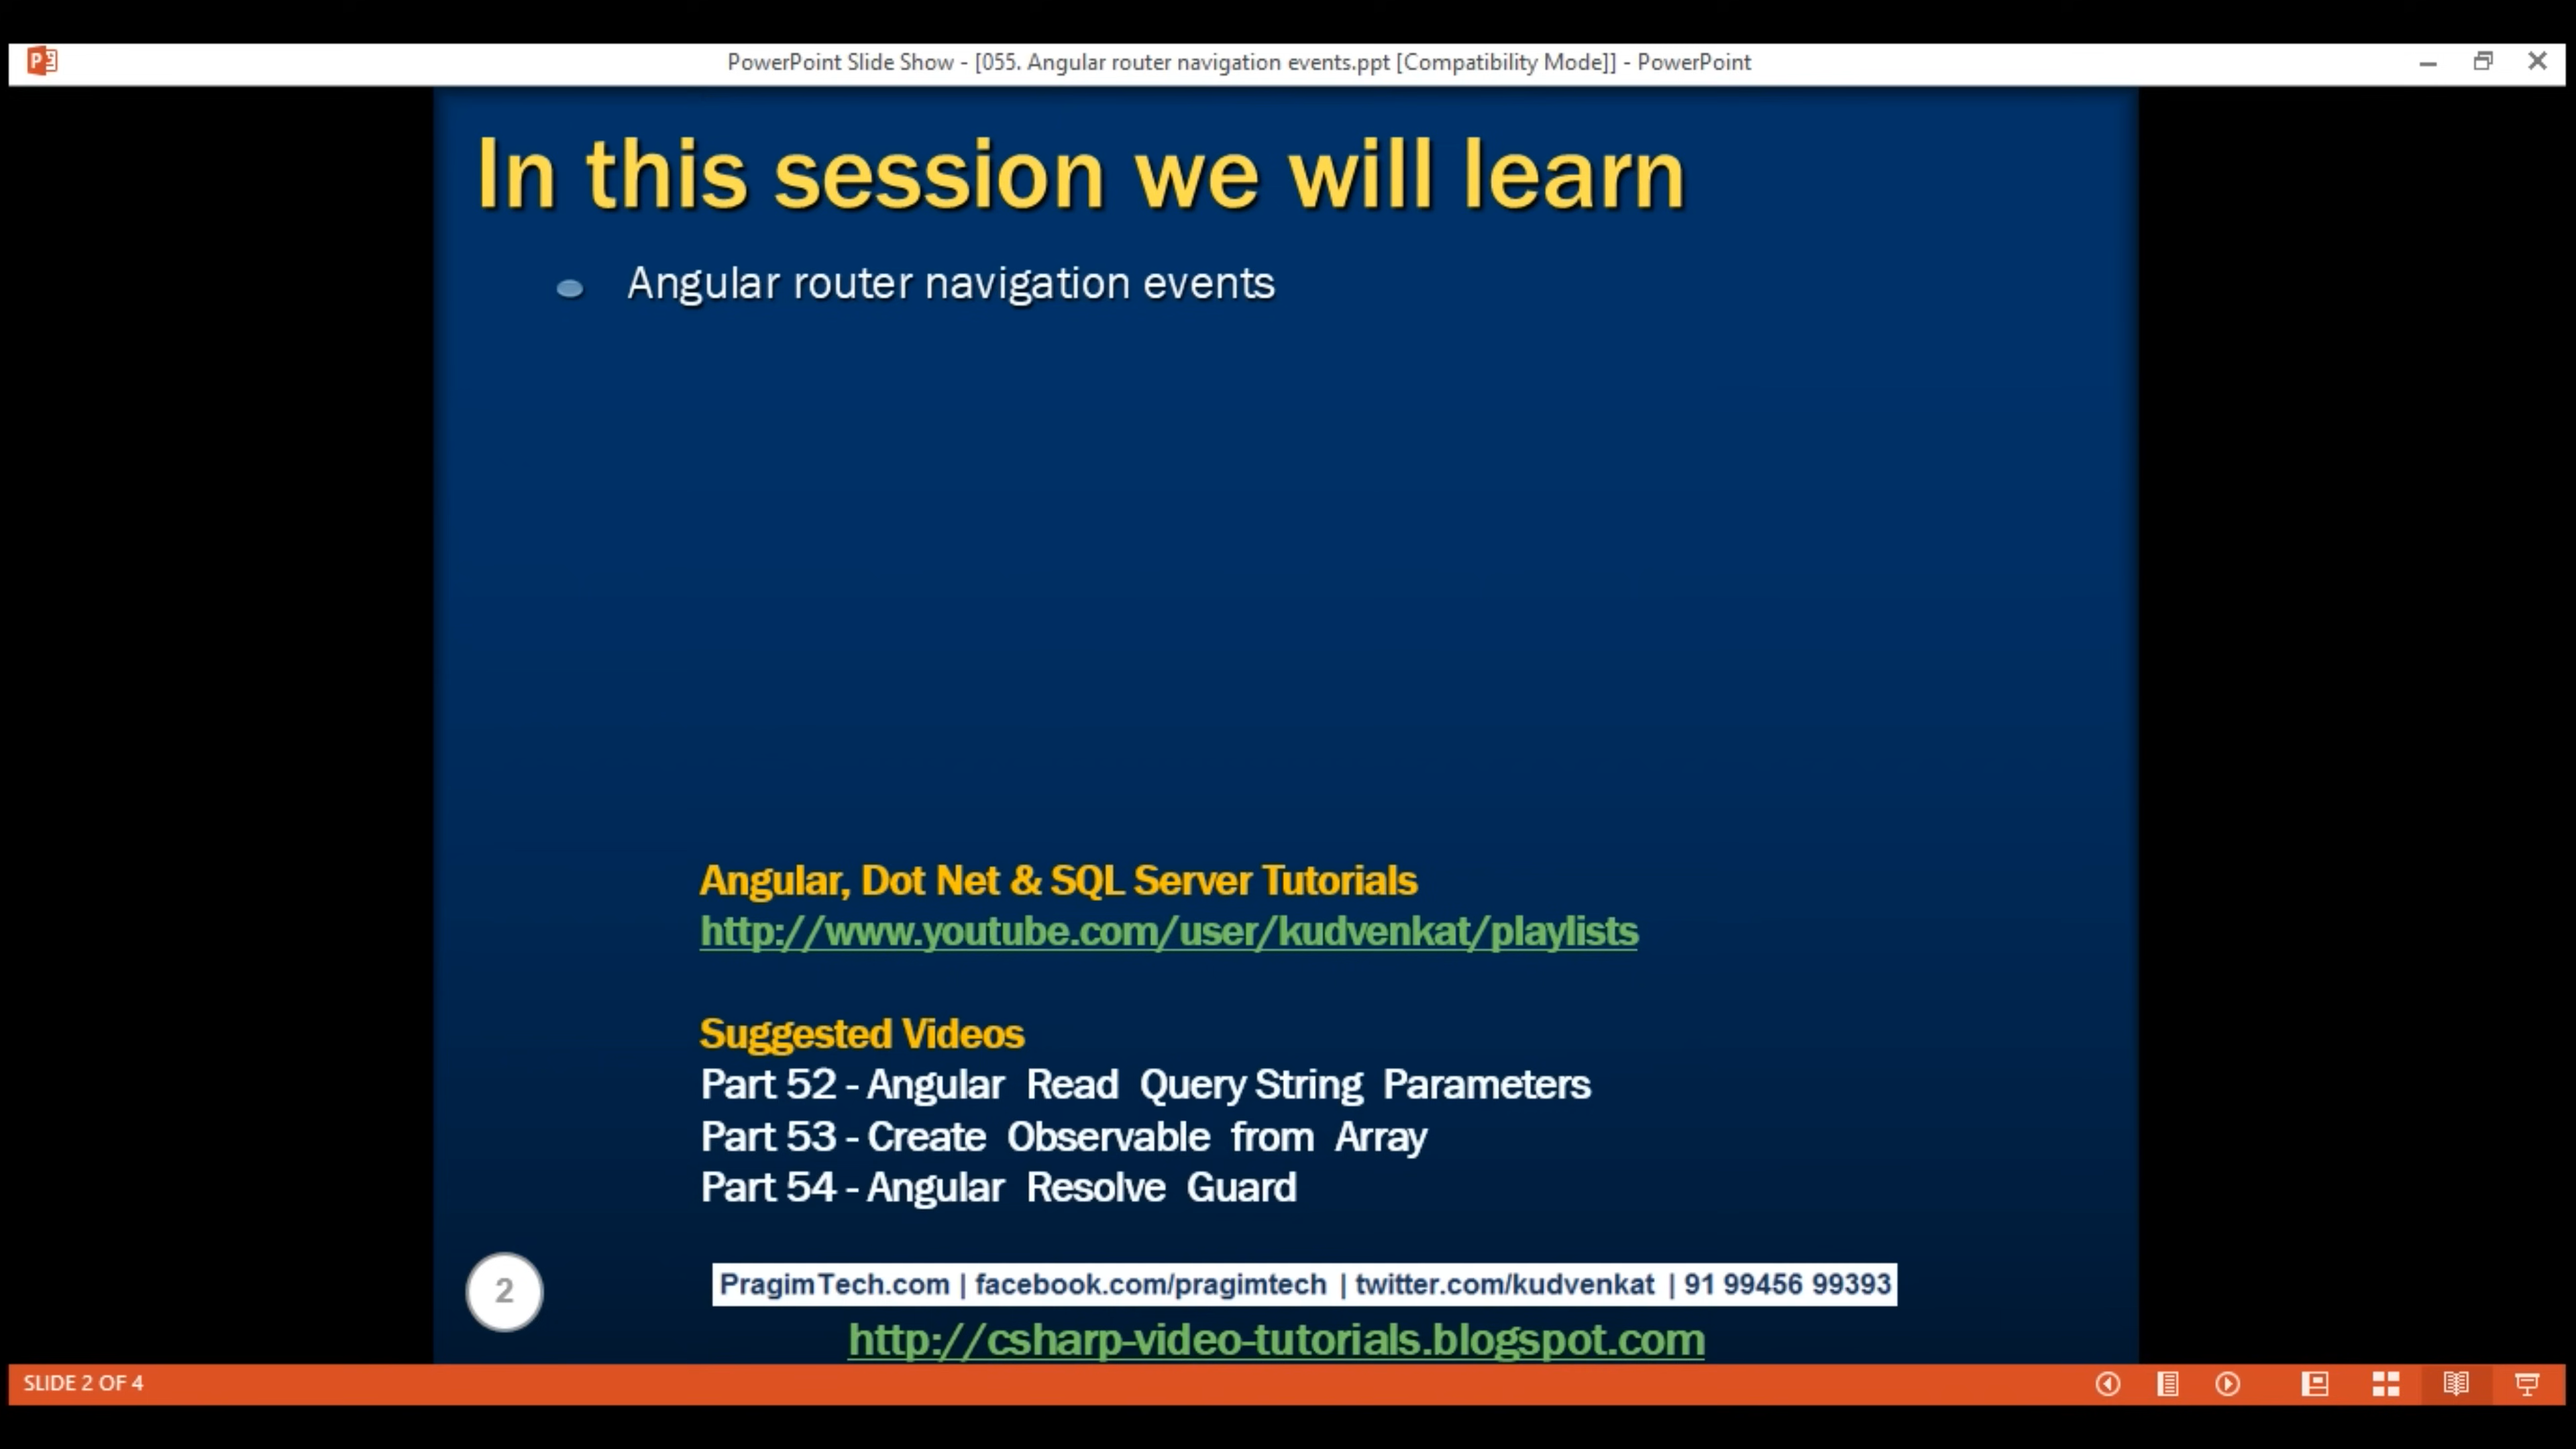 PowerPoint Slide Show - [055. Angular router navigation events.ppt [Compatibility Mode]] - PowerPoint
In this session we will learn
Angular router navigation events
Angular, Dot Net & SQL Server Tutorials
http://www.youtube.com/user/kudvenkat/playlists
Suggested Videos
Part 52 - Angular Read Query String Parameters
Part 53 - Create Observable from Array
Part 54 - Angular Resolve Guard
2
PragimTech.com | facebook.com/pragimtech | twitter.com/kudvenkat | 91 99456 99393
http://csharp-video-tutorials.blogspot.com
SLIDE 2 OF 4